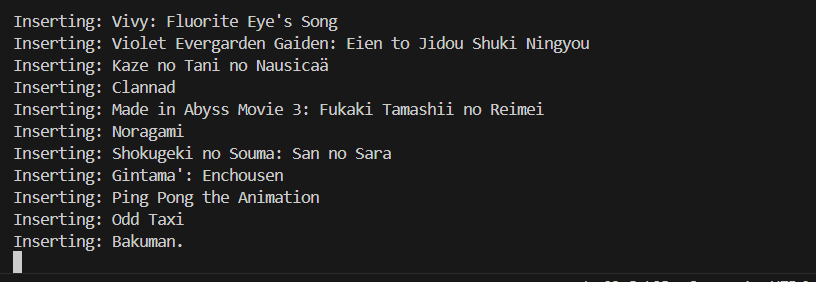 Inserting: Vivy: Fluorite Eye's Song
Inserting: Violet Evergarden Gaiden: Eien to Jidou Shuki Ningyou
Inserting: Kaze no Tani no Nausicaä
Inserting: Clannad
Inserting: Made in Abyss Movie 3: Fukaki Tamashii no Reimei
Inserting: Noragami
Inserting: Shokugeki no Souma: San no Sara
Inserting: Gintama': Enchousen
Inserting: Ping Pong the Animation
Inserting: Odd Taxi
Inserting: Bakuman.